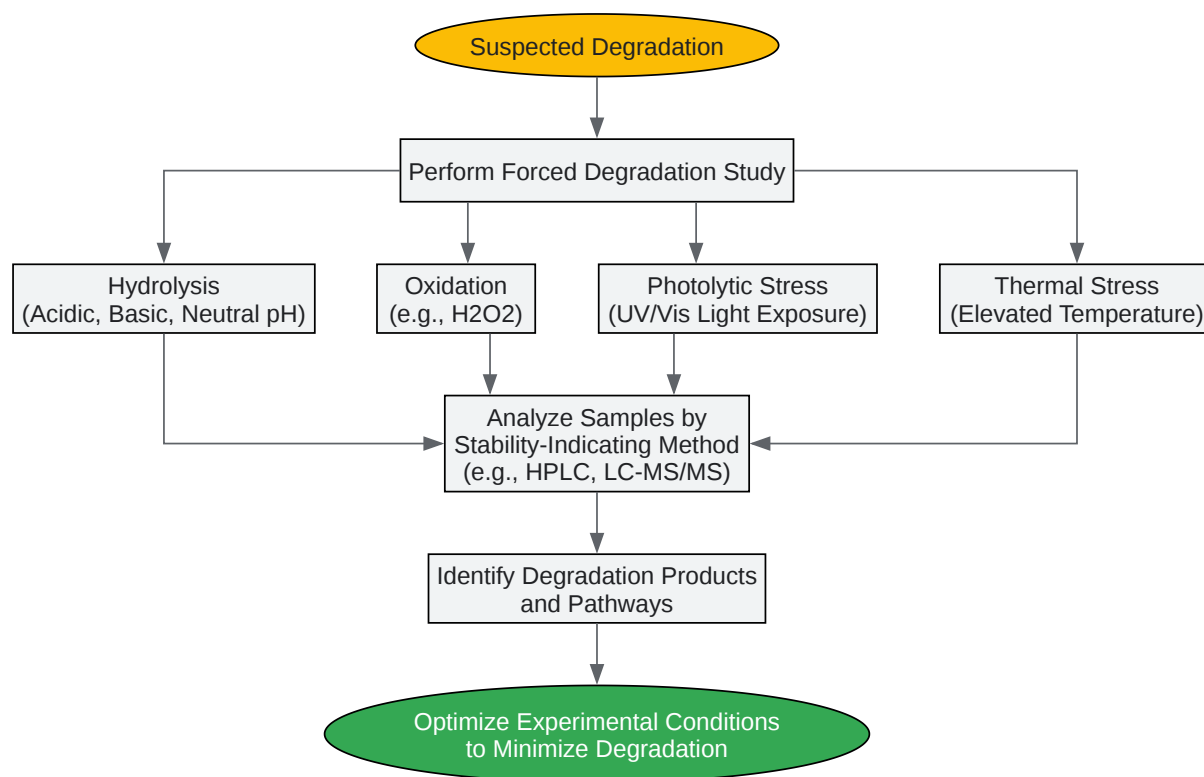 Suspected Degradation
Perform Forced Degradation Study
Hydrolysis
(Acidic, Basic, Neutral pH)
Oxidation
(e.g., H2O2)
Photolytic Stress
(UV/Vis Light Exposure)
Thermal Stress
(Elevated Temperature)
Analyze Samples by
Stability-Indicating Method
(e.g., HPLC, LC-MS/MS)
Identify Degradation Products
and Pathways
Optimize Experimental Conditions
to Minimize Degradation